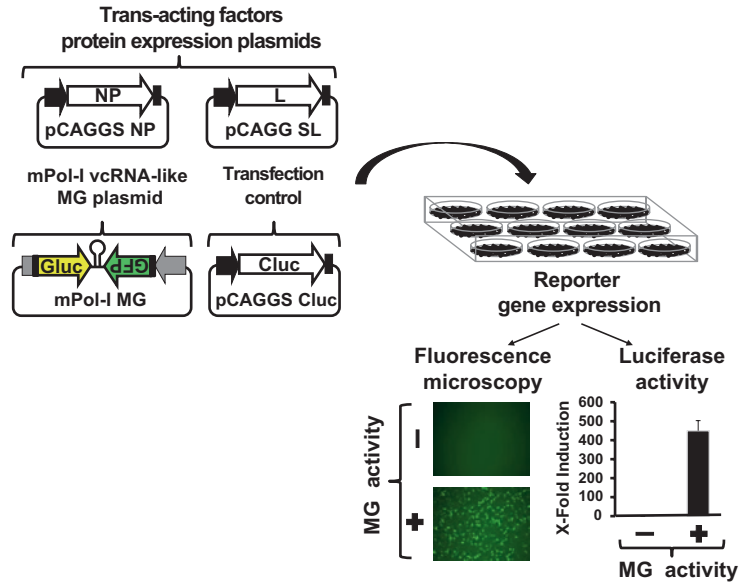 Trans-acting factors
protein expression plasmids
NP
L
pCAGGS NP
pCAGG SL
mPol-I vcRNA-like
MG plasmid
Transfection
control
Gluc
GFP
Cluc
mPol-I MG
pCAGGS Cluc
Reporter
gene expression
Fluorescence
microscopy
Luciferase
activity
MG activity
−
+
X-Fold Induction
600
500
400
300
200
100
0
− +
MG activity